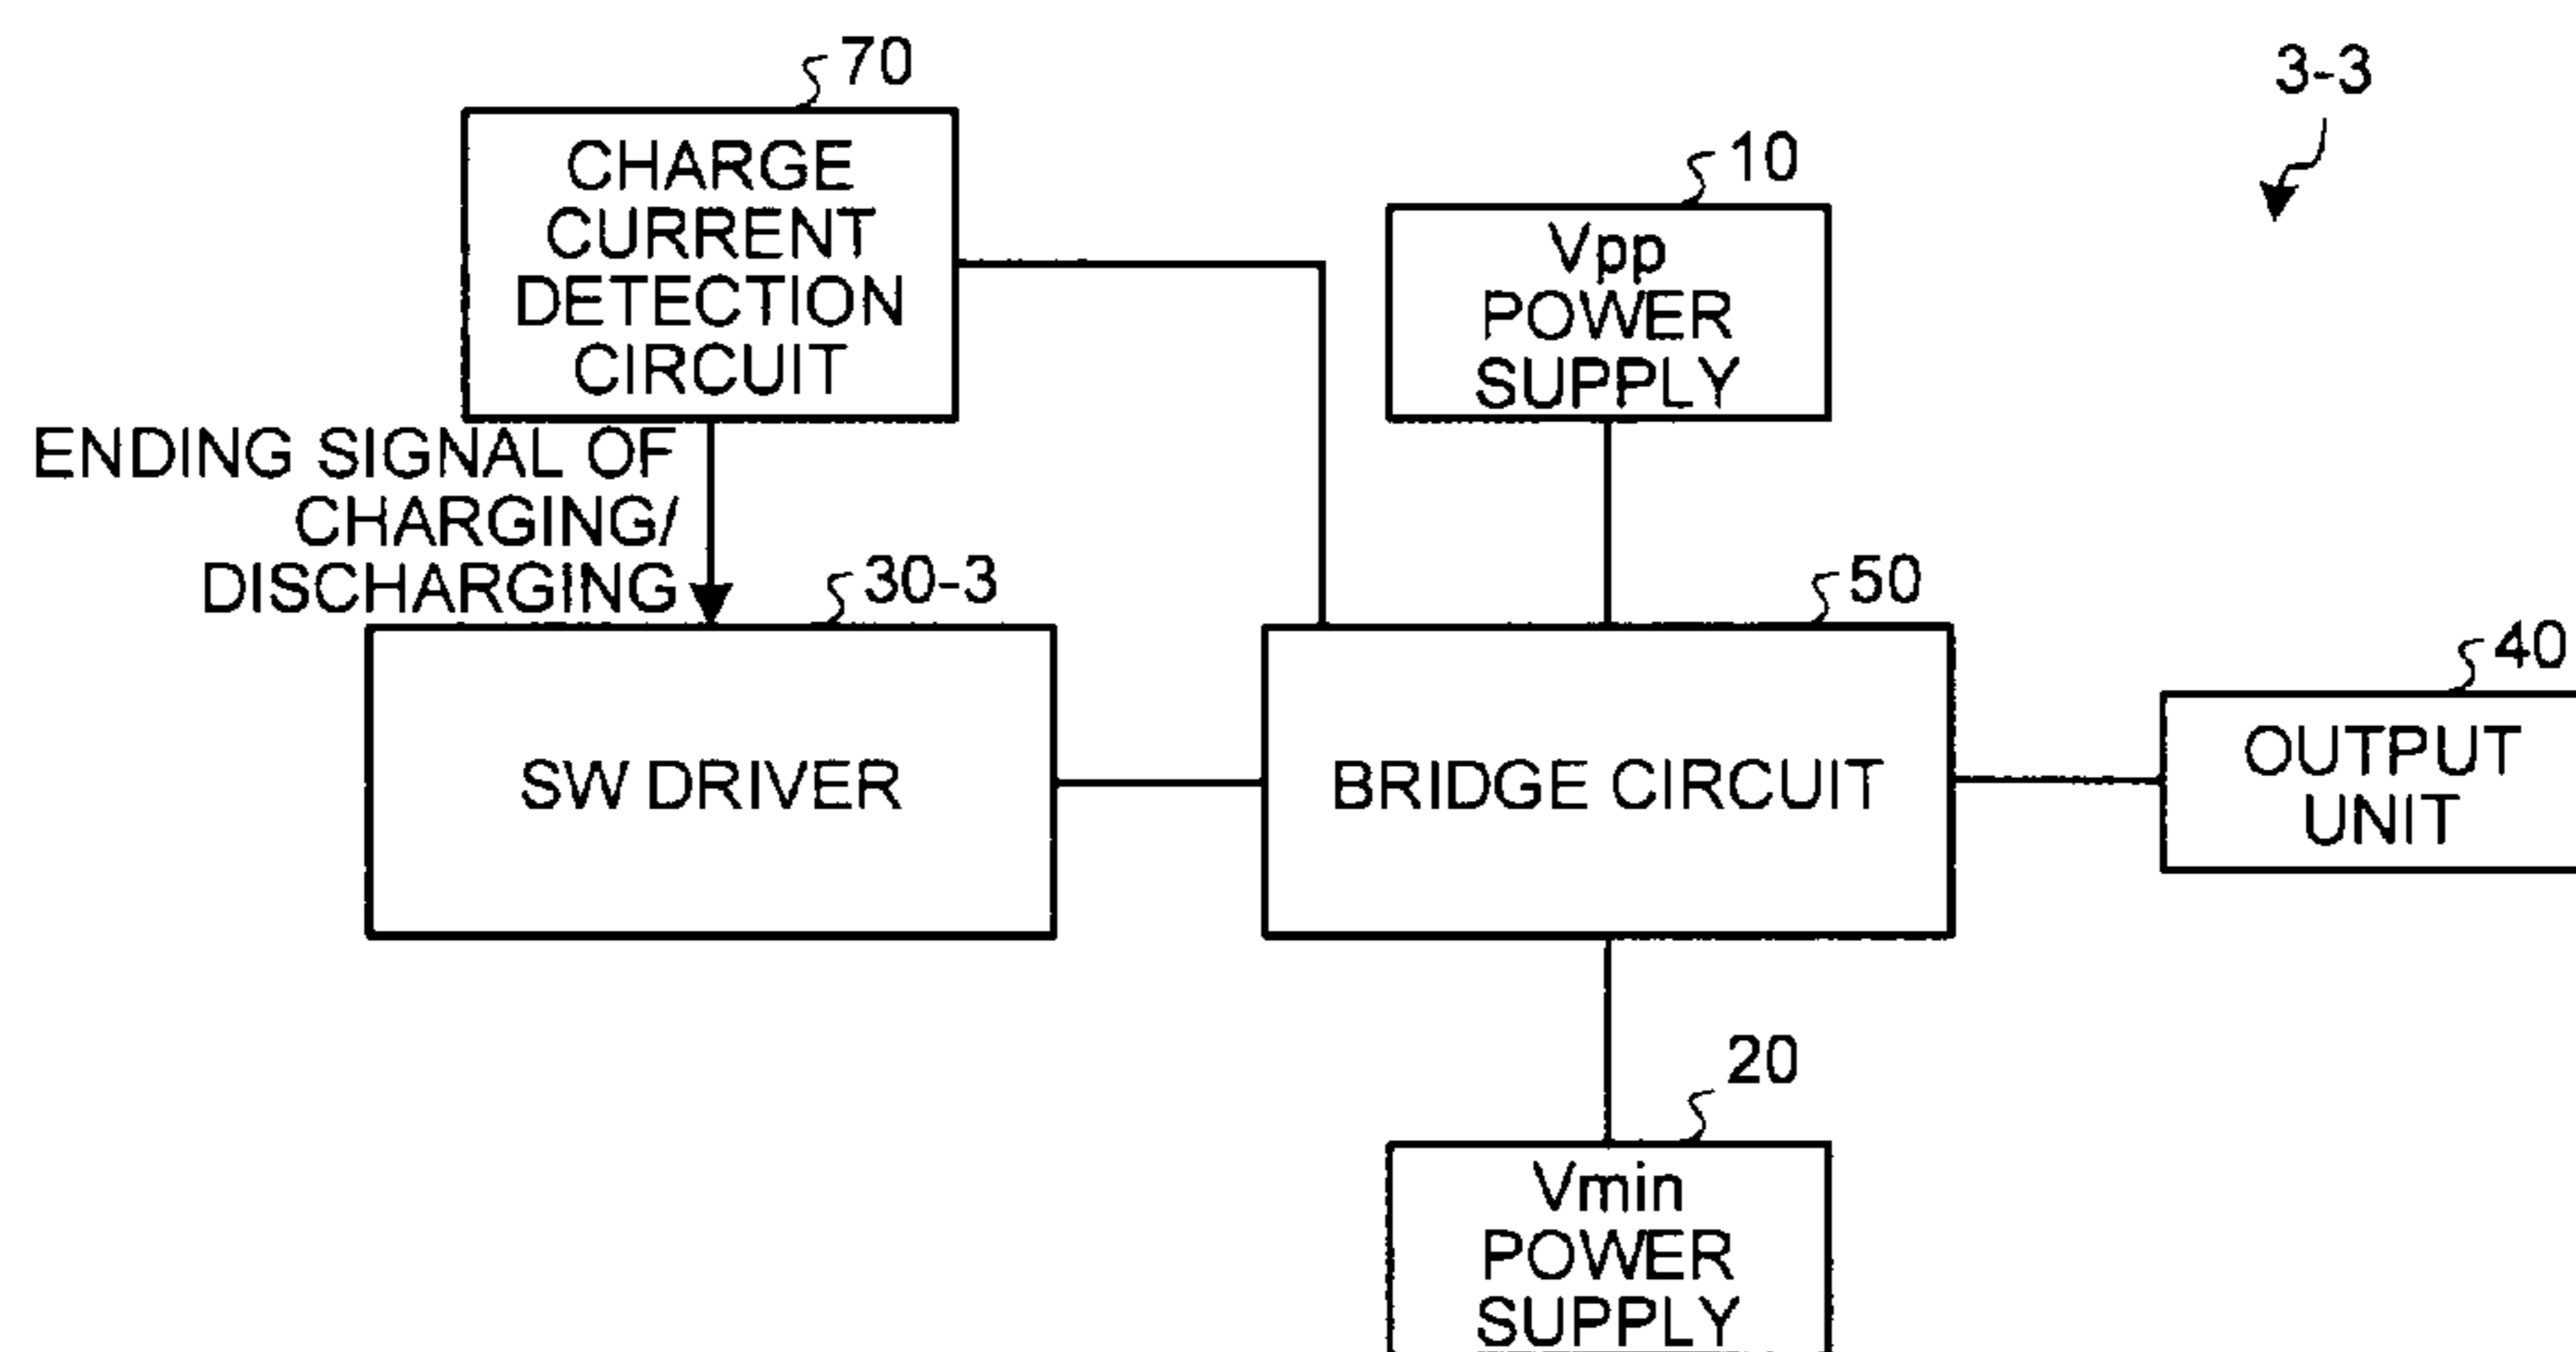 70
3-3
CHARGE
CURRENT
DETECTION
CIRCUIT
10
Vpp
POWER
SUPPLY
ENDING SIGNAL OF
CHARGING/
DISCHARGING
30-3
50
40
SW DRIVER
BRIDGE CIRCUIT
OUTPUT
UNIT
20
Vmin
POWER
SUPPLY